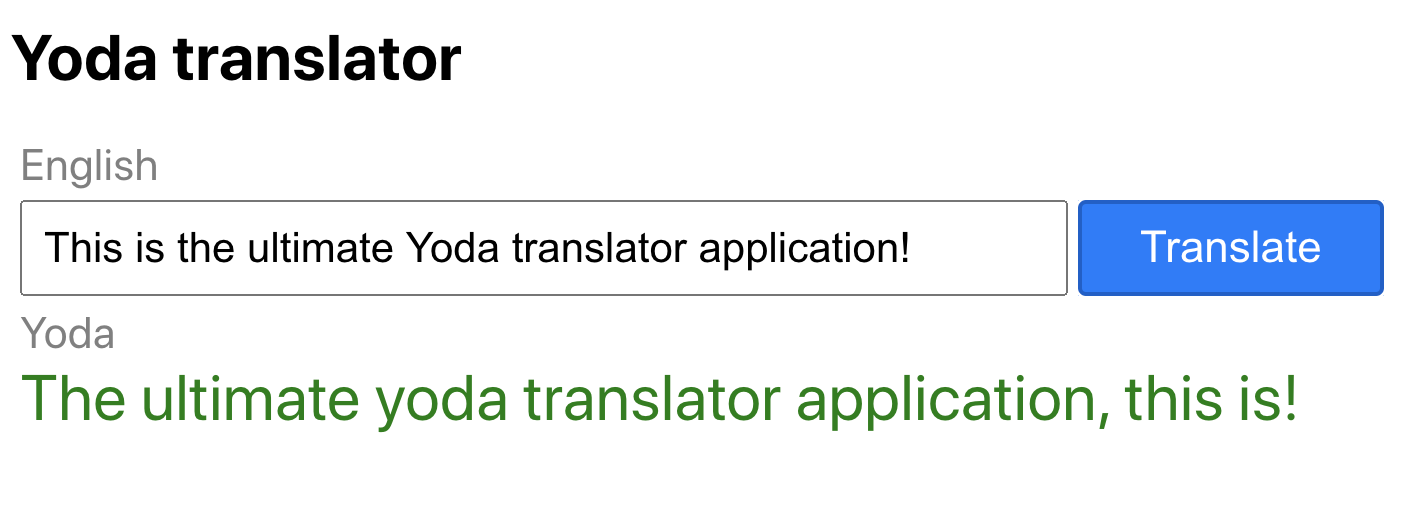 Yoda translator
English
This is the ultimate Yoda translator application!
Translate
Yoda
The ultimate yoda translator application, this is!